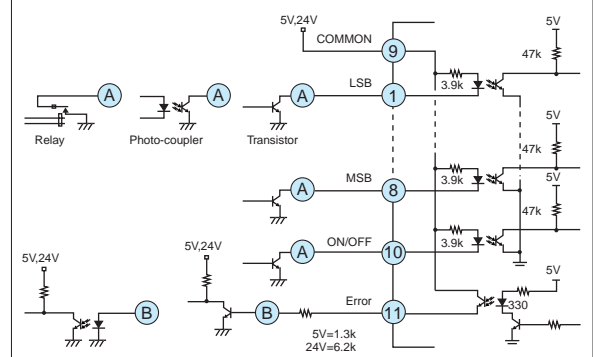 5V,24V
COMMON
9
5V
47k
A
A
A
LSB
1
3.9k
Relay
Photo-coupler
Transistor
5V
47k
A
MSB
8
3.9k
5V
47k
5V,24V
5V,24V
A
ON/OFF
10
3.9k
5V
B
B
Error
11
330
5V=1.3k
24V=6.2k